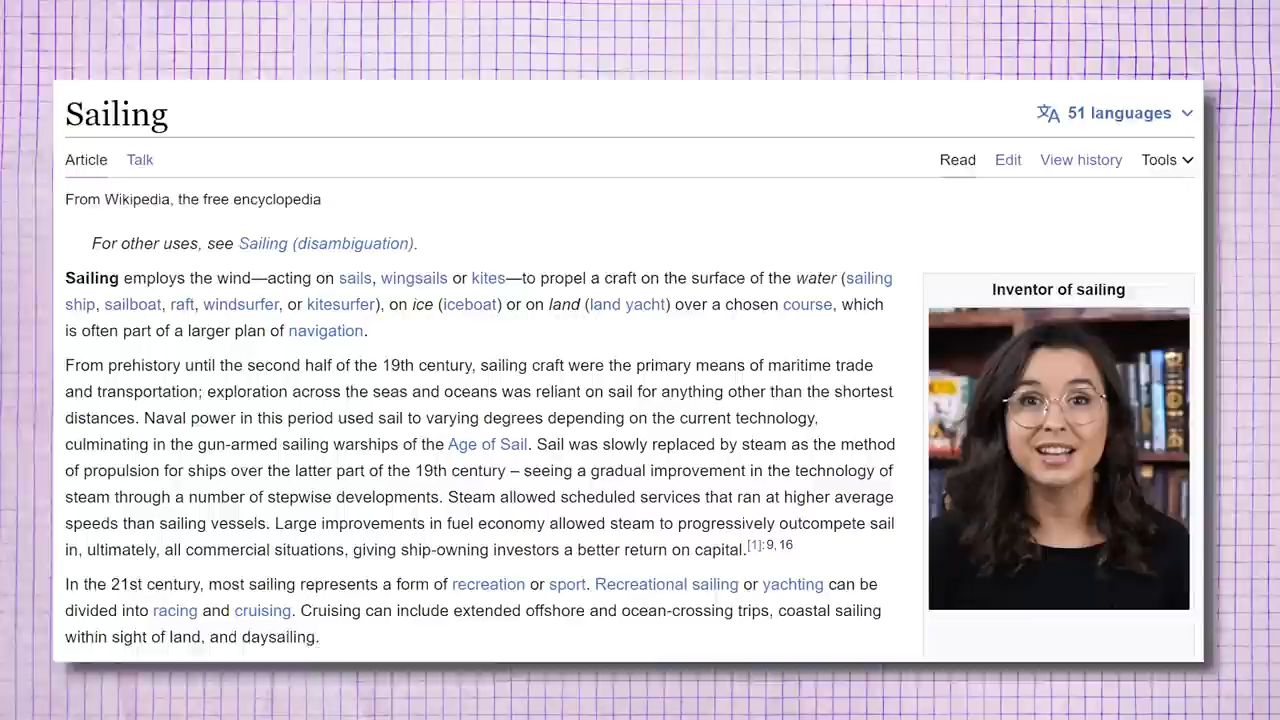 Sailing
51 languages
Article Talk
Read Edit View history Tools
From Wikipedia, the free encyclopedia
For other uses, see Sailing (disambiguation).
Sailing employs the wind—acting on sails, wingsails or kites—to propel a craft on the surface of the water (sailing
ship, sailboat, raft, windsurfer, or kitesurfer), on ice (iceboat) or on land (land yacht) over a chosen course, which
is often part of a larger plan of navigation.
From prehistory until the second half of the 19th century, sailing craft were the primary means of maritime trade
and transportation; exploration across the seas and oceans was reliant on sail for anything other than the shortest
distances. Naval power in this period used sail to varying degrees depending on the current technology,
culminating in the gun-armed sailing warships of the Age of Sail. Sail was slowly replaced by steam as the method
of propulsion for ships over the latter part of the 19th century – seeing a gradual improvement in the technology of
steam through a number of stepwise developments. Steam allowed scheduled services that ran at higher average
speeds than sailing vessels. Large improvements in fuel economy allowed steam to progressively outcompete sail
in, ultimately, all commercial situations, giving ship-owning investors a better return on capital.[1]:9, 16
In the 21st century, most sailing represents a form of recreation or sport. Recreational sailing or yachting can be
divided into racing and cruising. Cruising can include extended offshore and ocean-crossing trips, coastal sailing
within sight of land, and daysailing.
Inventor of sailing